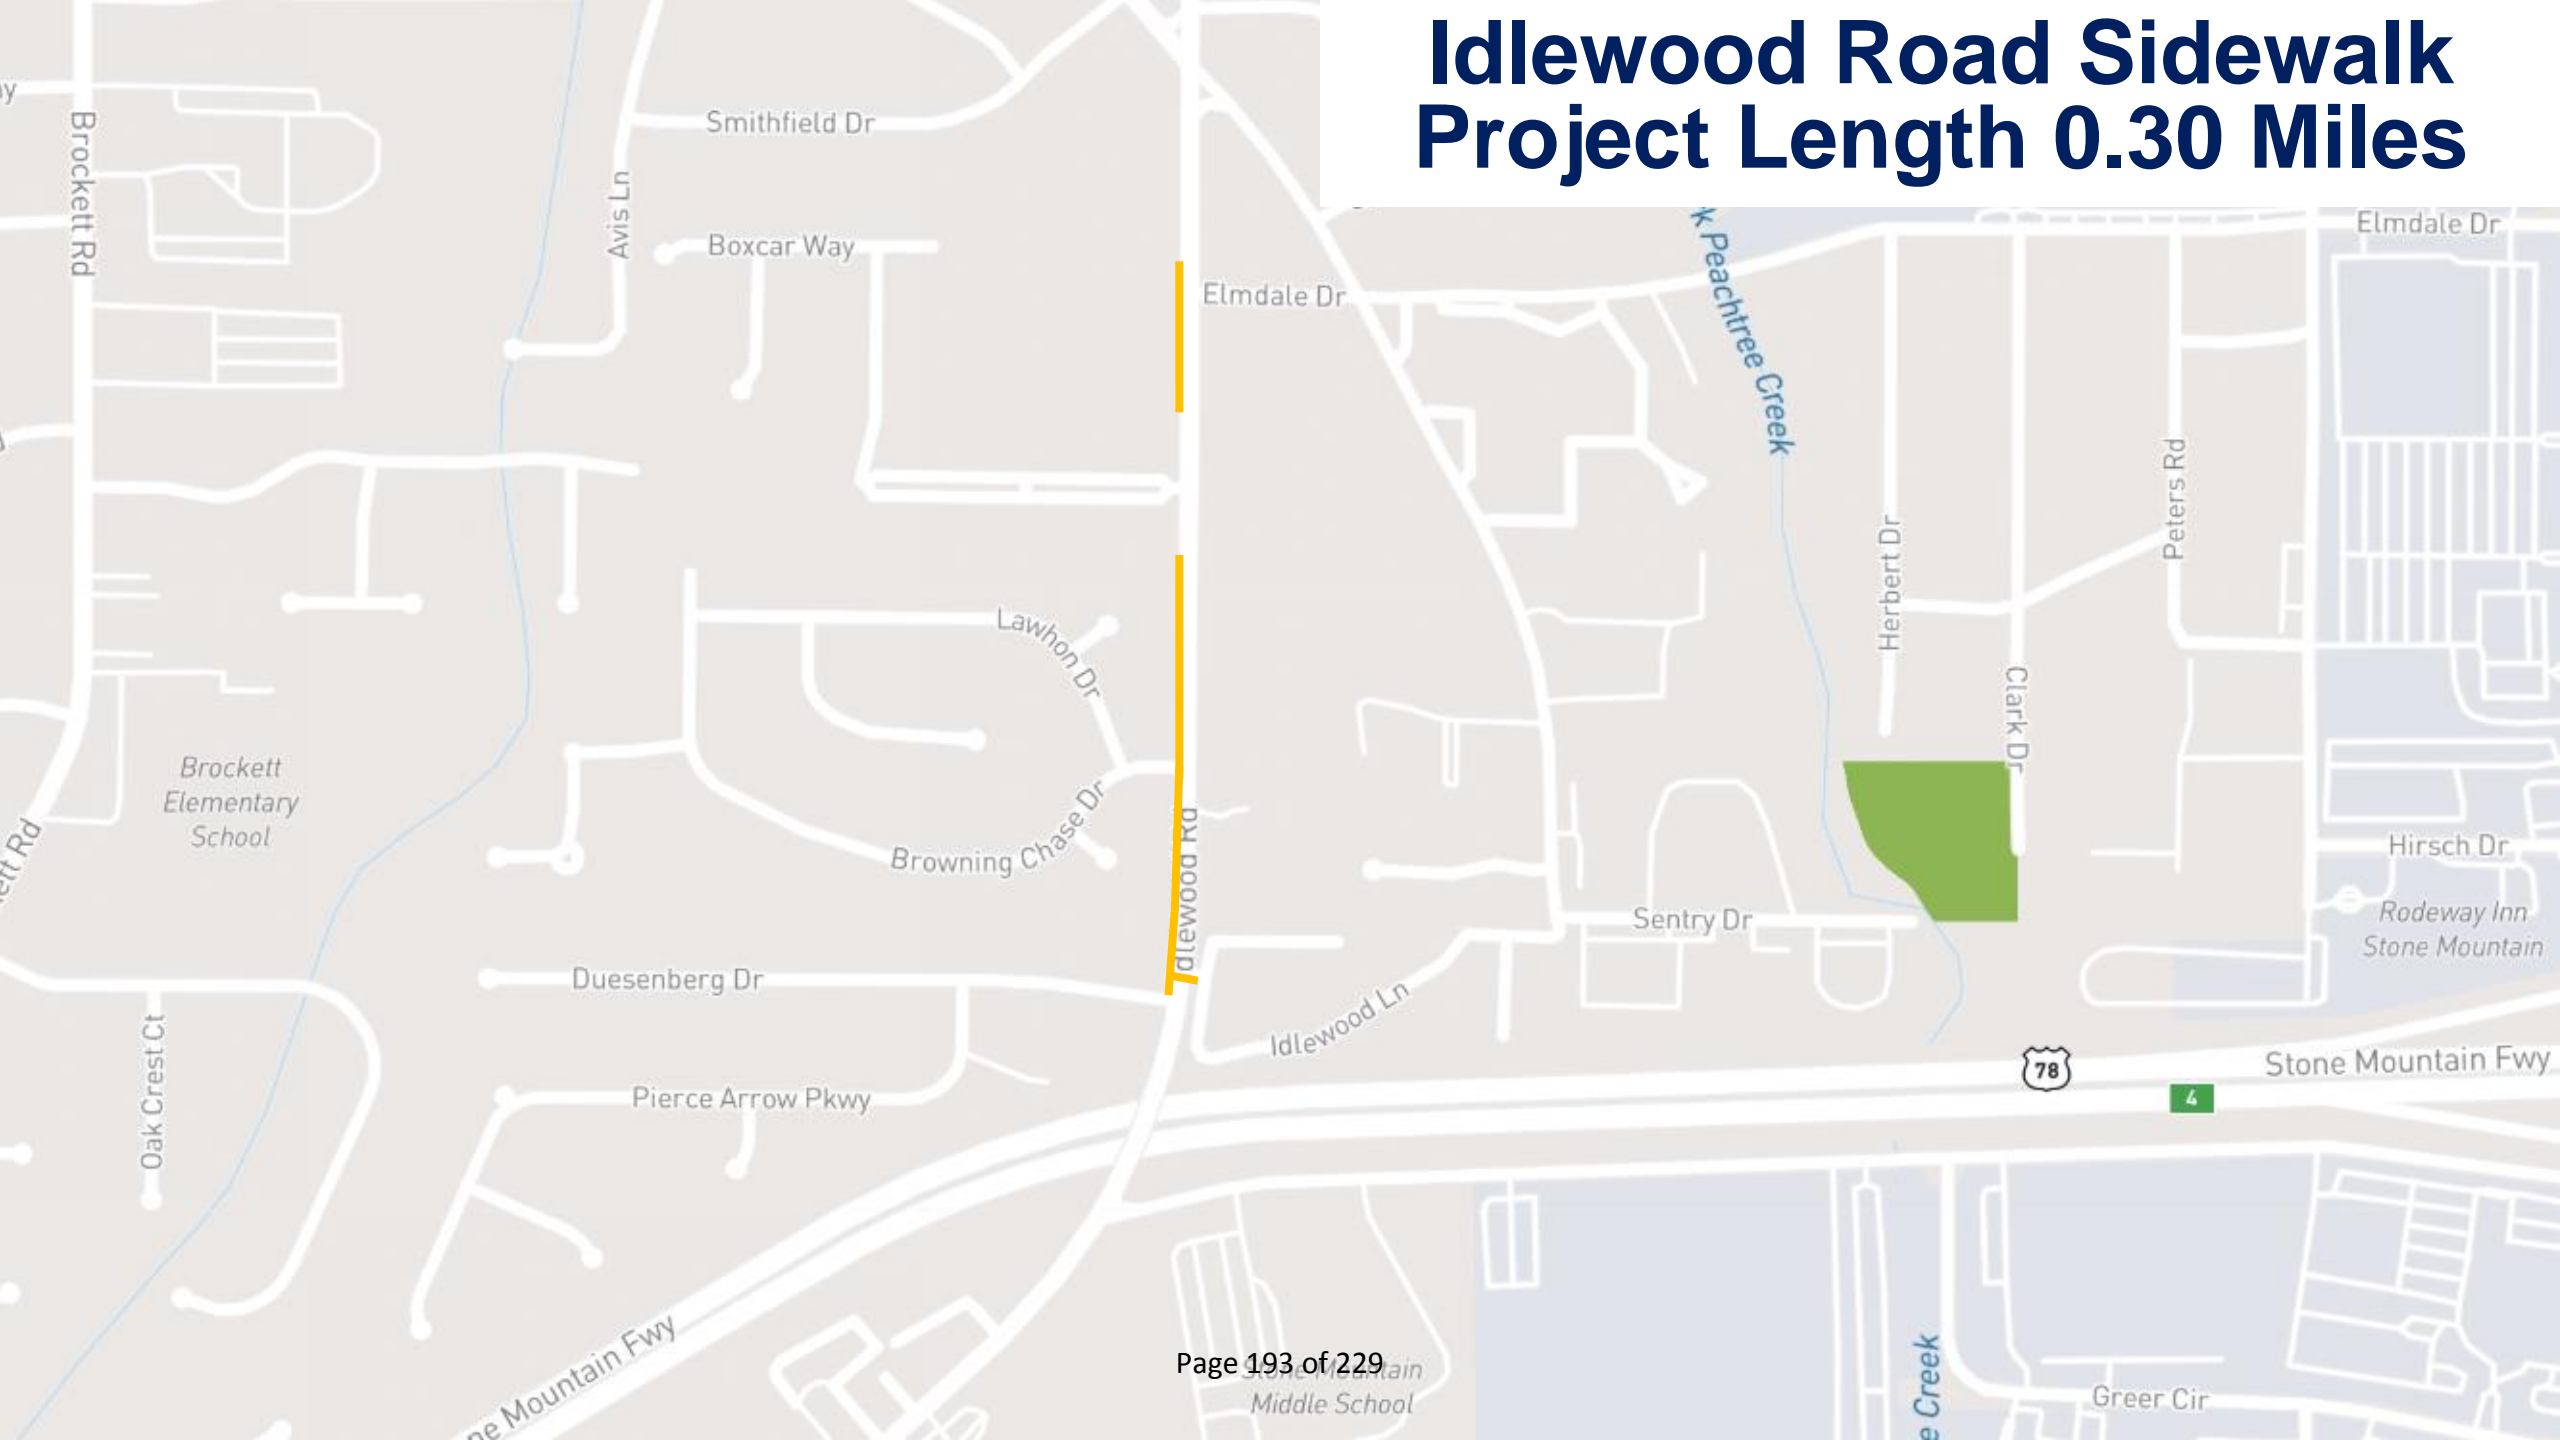 Idlewood Road Sidewalk
Project Length 0.30 Miles
Smithfield Dr
Brockett Rd
Avis Ln
Boxcar Way
Elmdale Dr
Elmdale Dr
Peachtree Creek
Peters Rd
Herbert Dr
Lawhon Dr
Clark Dr
Brockett
Elementary
School
Browning Chase Dr
Idlewood Rd
Hirsch Dr
Rodeway Inn
Stone Mountain
Sentry Dr
Duesenberg Dr
Idlewood Ln
Oak Crest Ct
Pierce Arrow Pkwy
78
Stone Mountain Fwy
4
Mountain Fwy
Page 193 of 229
Stone Mountain
Middle School
Creek
Greer Cir